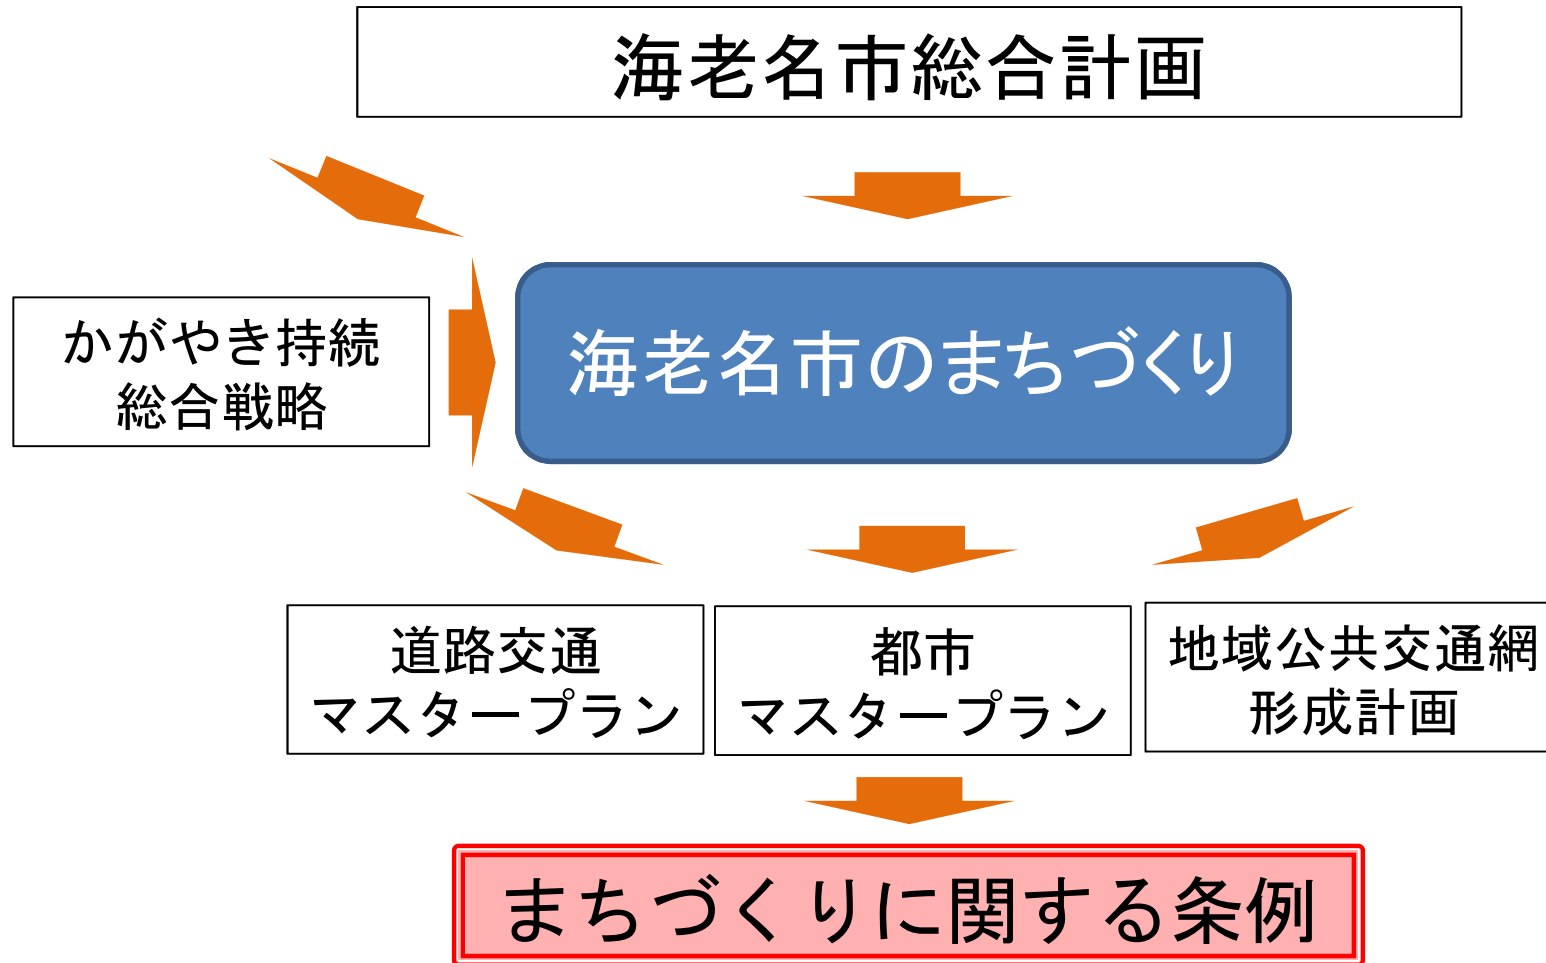 海老名市総合計画
かがやき持続
総合戦略
海老名市のまちづくり
道路交通
マスタープラン
都市
マスタープラン
地域公共交通網
形成計画
まちづくりに関する条例